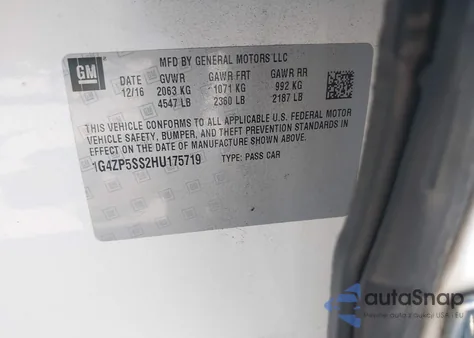 GM
MFD BY GENERAL MOTORS LLC
12/16 GVWR GAWR FRT GAWR RR
2063 KG 1071 KG 992 KG
4547 LB 2360 LB 2187 LB
THIS VEHICLE CONFORMS TO ALL APPLICABLE U.S. FEDERAL MOTOR
VEHICLE SAFETY, BUMPER, AND THEFT PREVENTION STANDARDS IN
EFFECT ON THE DATE OF MANUFACTURE SHOWN ABOVE.
1G4ZP5SS2HU175719 TYPE: PASS CAR
autaSnap